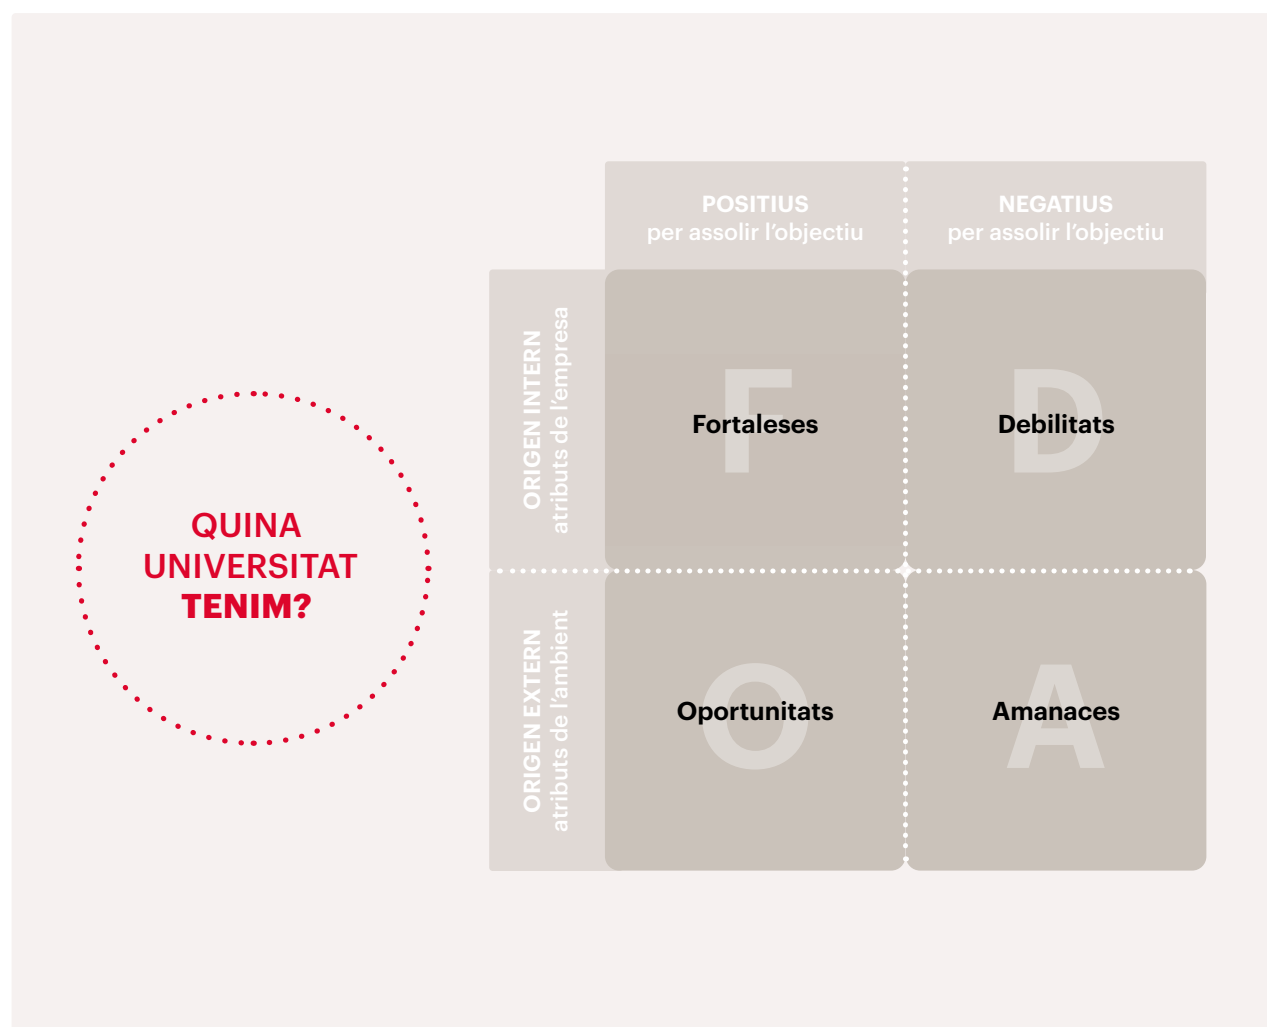 POSITIUS
per assolir l’objectiu
NEGATIUS
per assolir l’objectiu
QUINA
UNIVERSITAT
TENIM?
ORIGEN INTERN
atributs de l’empresa
F
Fortaleses
D
Debilitats
ORIGEN EXTERN
atributs de l’ambient
O
Oportunitats
A
Amanaces